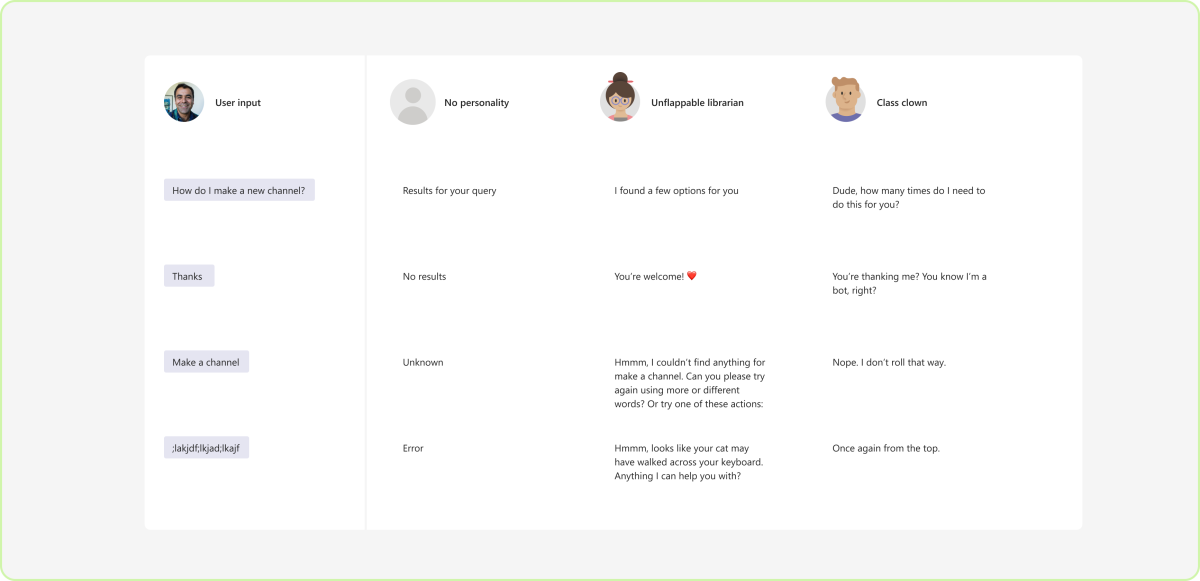 User input
No personality
Unflappable librarian
Class clown
How do I make a new channel?
Results for your query
I found a few options for you
Dude, how many times do I need to
do this for you?
Thanks
No results
You're welcome! ❤️
You're thanking me? You know I'm a
bot, right?
Make a channel
Unknown
Hmmm, I couldn't find anything for
make a channel. Can you please try
again using more or different
words? Or try one of these actions:
Nope. I don't roll that way.
;lakjdf;lkjad;lkajf
Error
Hmmm, looks like your cat may
have walked across your keyboard.
Anything I can help you with?
Once again from the top.